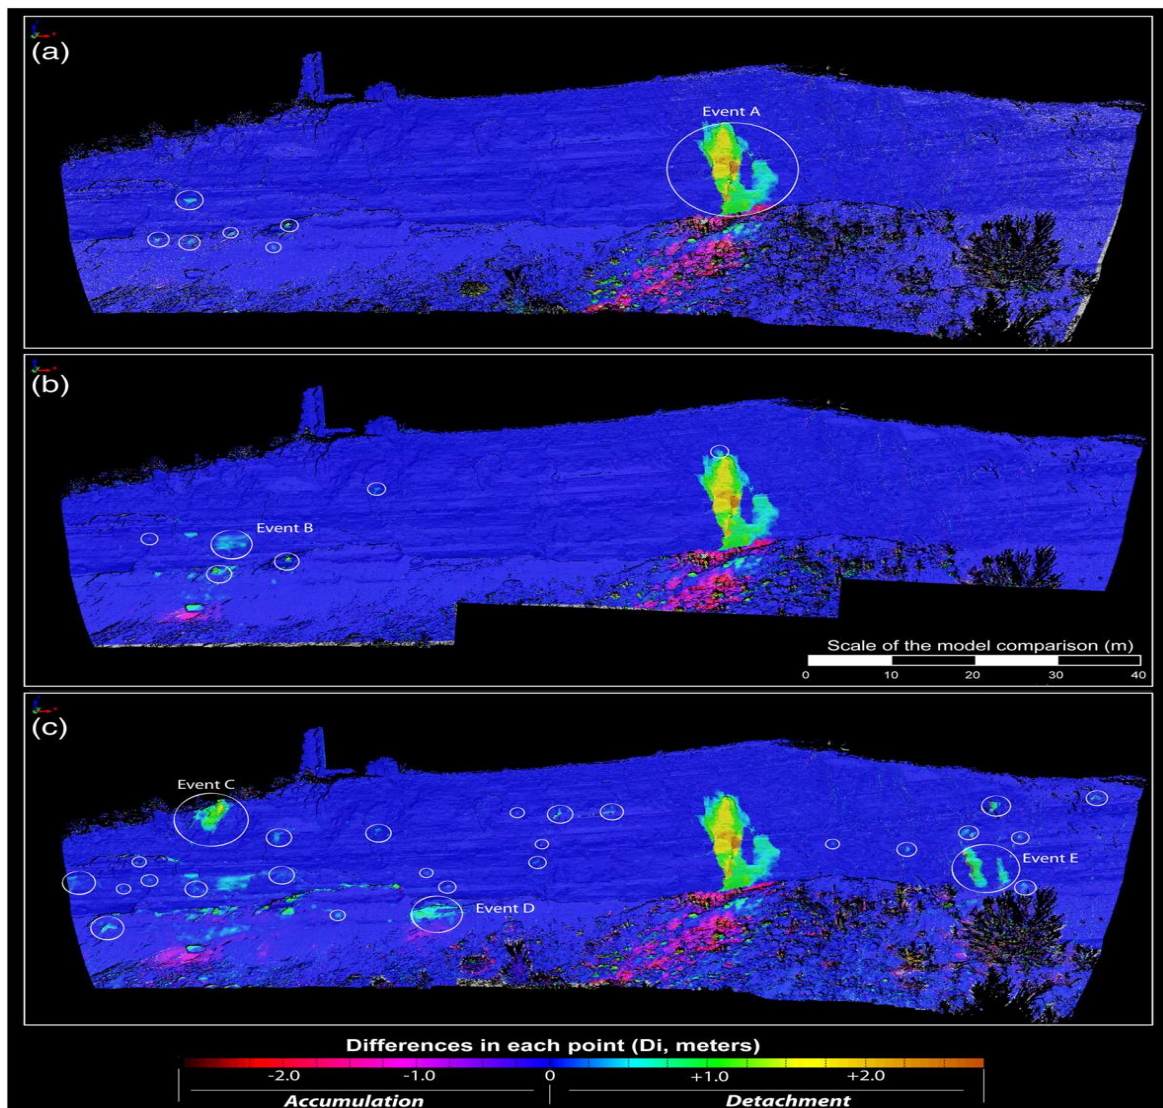 (a)
Event A
(b)
Event B
Scale of the model comparison (m)
0 10 20 30 40
(c)
Event C
Event D
Event E
Differences in each point (Di, meters)
-2.0 -1.0 0 +1.0 +2.0
Accumulation Detachment